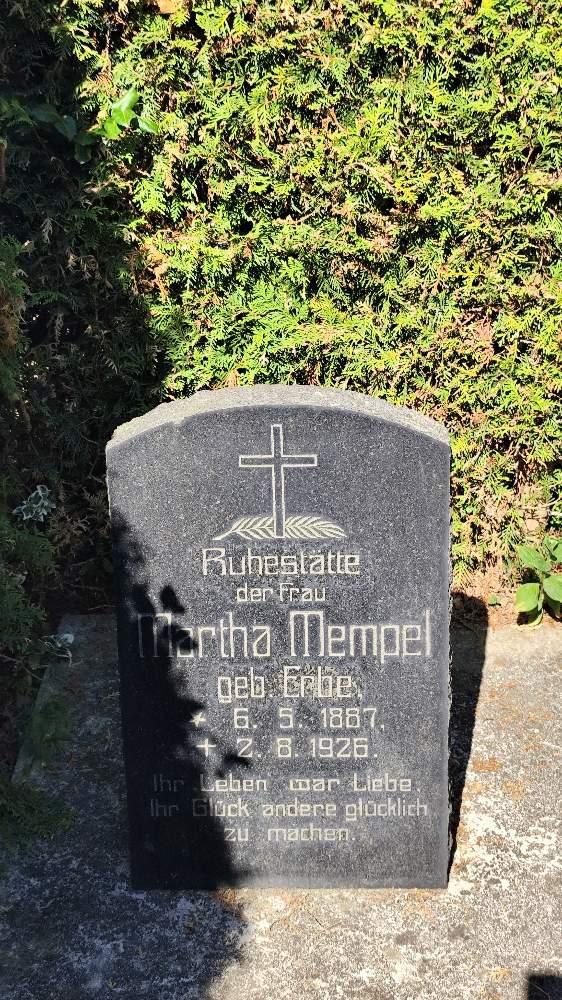 Ruhestätte
der Frau
Martha Mempel
geb. Erbe.
* 6. 5. 1887.
† 2. 8. 1926.
Ihr Leben war Liebe.
Ihr Glück andere glücklich
zu machen.